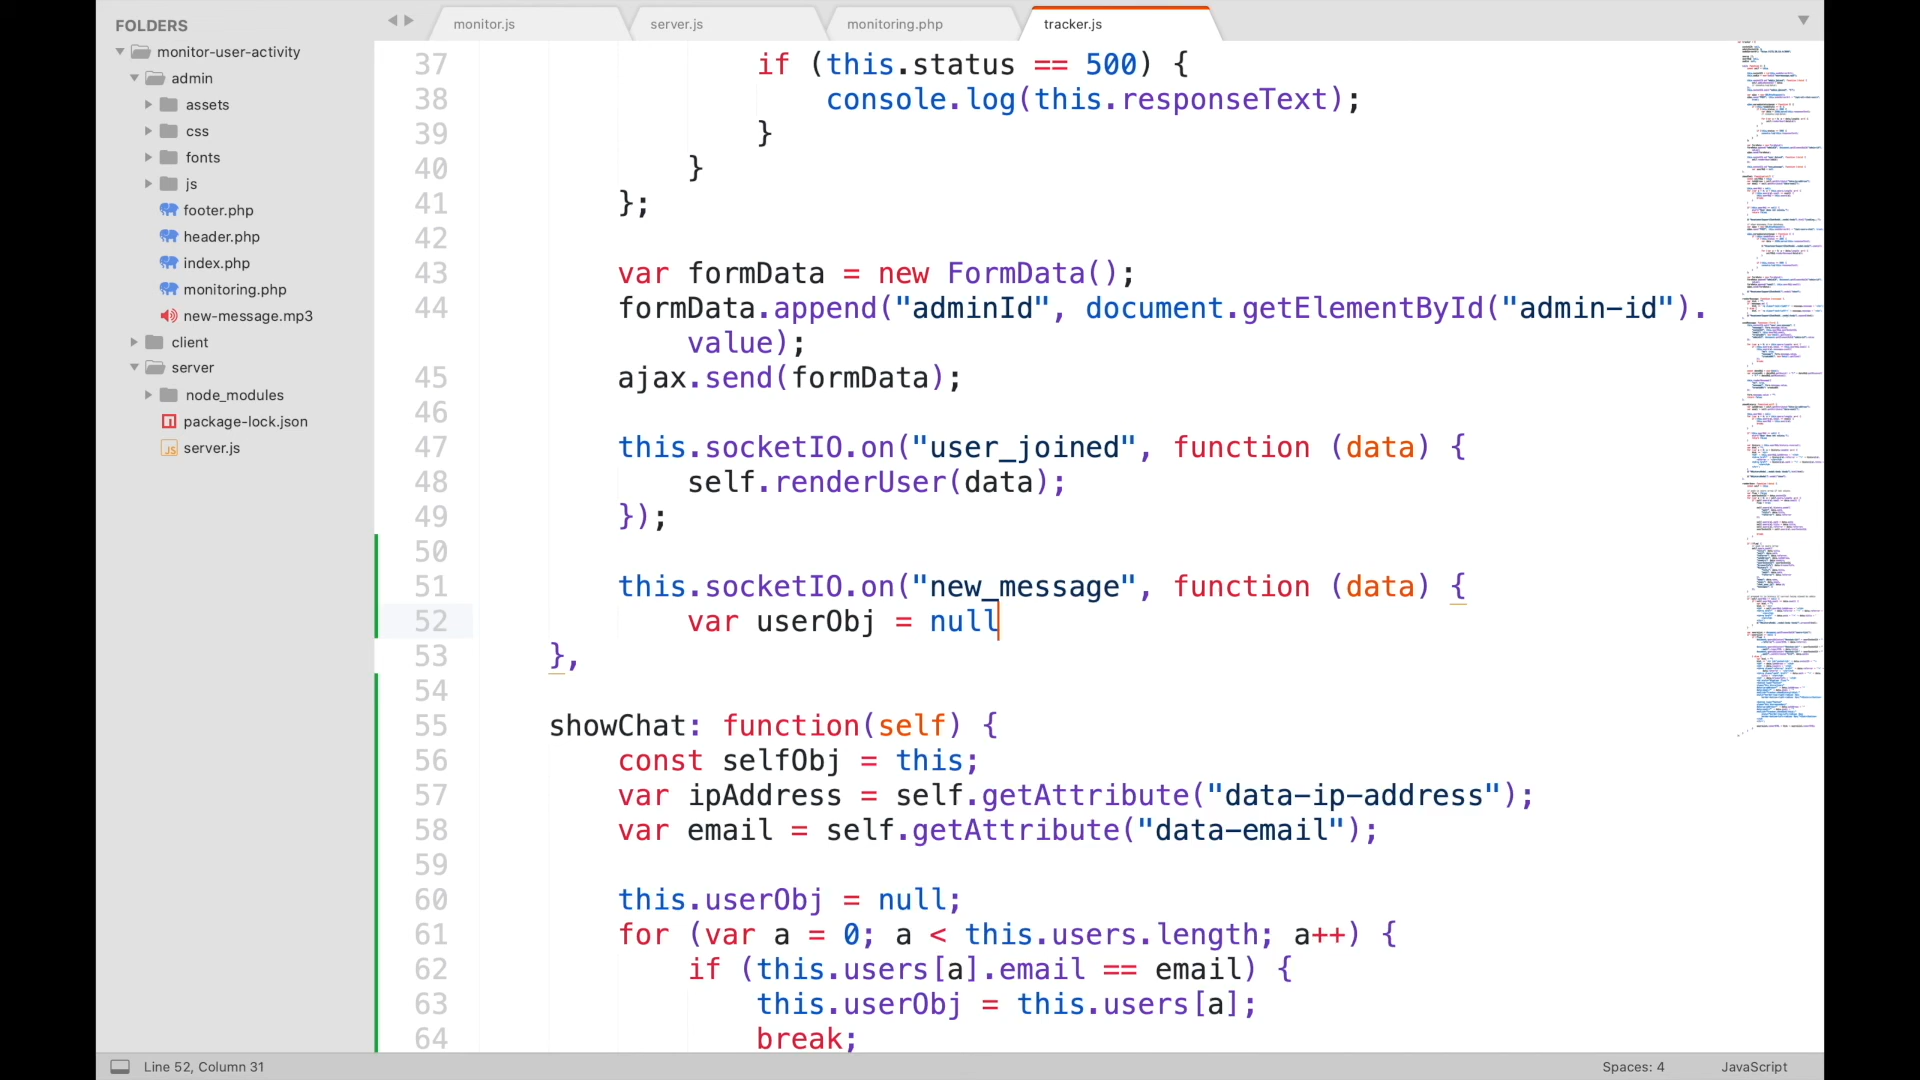 FOLDERS
monitor-user-activity
admin
assets
css
fonts
js
footer.php
header.php
index.php
monitoring.php
new-message.mp3
client
server
node_modules
package-lock.json
server.js
monitor.js
server.js
monitoring.php
tracker.js
37 if (this.status == 500) {
38 console.log(this.responseText);
39 }
40 }
41 };
42
43 var formData = new FormData();
44 formData.append("adminId", document.getElementById("admin-id").
value);
45 ajax.send(formData);
46
47 this.socketIO.on("user_joined", function (data) {
48 self.renderUser(data);
49 });
50
51 this.socketIO.on("new_message", function (data) {
52 var userObj = null
53 },
54
55 showChat: function(self) {
56 const selfObj = this;
57 var ipAddress = self.getAttribute("data-ip-address");
58 var email = self.getAttribute("data-email");
59
60 this.userObj = null;
61 for (var a = 0; a < this.users.length; a++) {
62 if (this.users[a].email == email) {
63 this.userObj = this.users[a];
64 break;
Line 52, Column 31
Spaces: 4
JavaScript